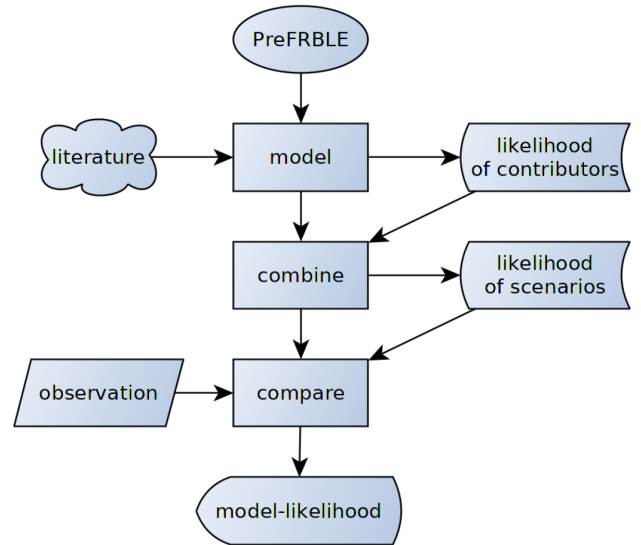 PreFRBLE
literature
model
likelihood
of contributors
combine
likelihood
of scenarios
observation
compare
model-likelihood